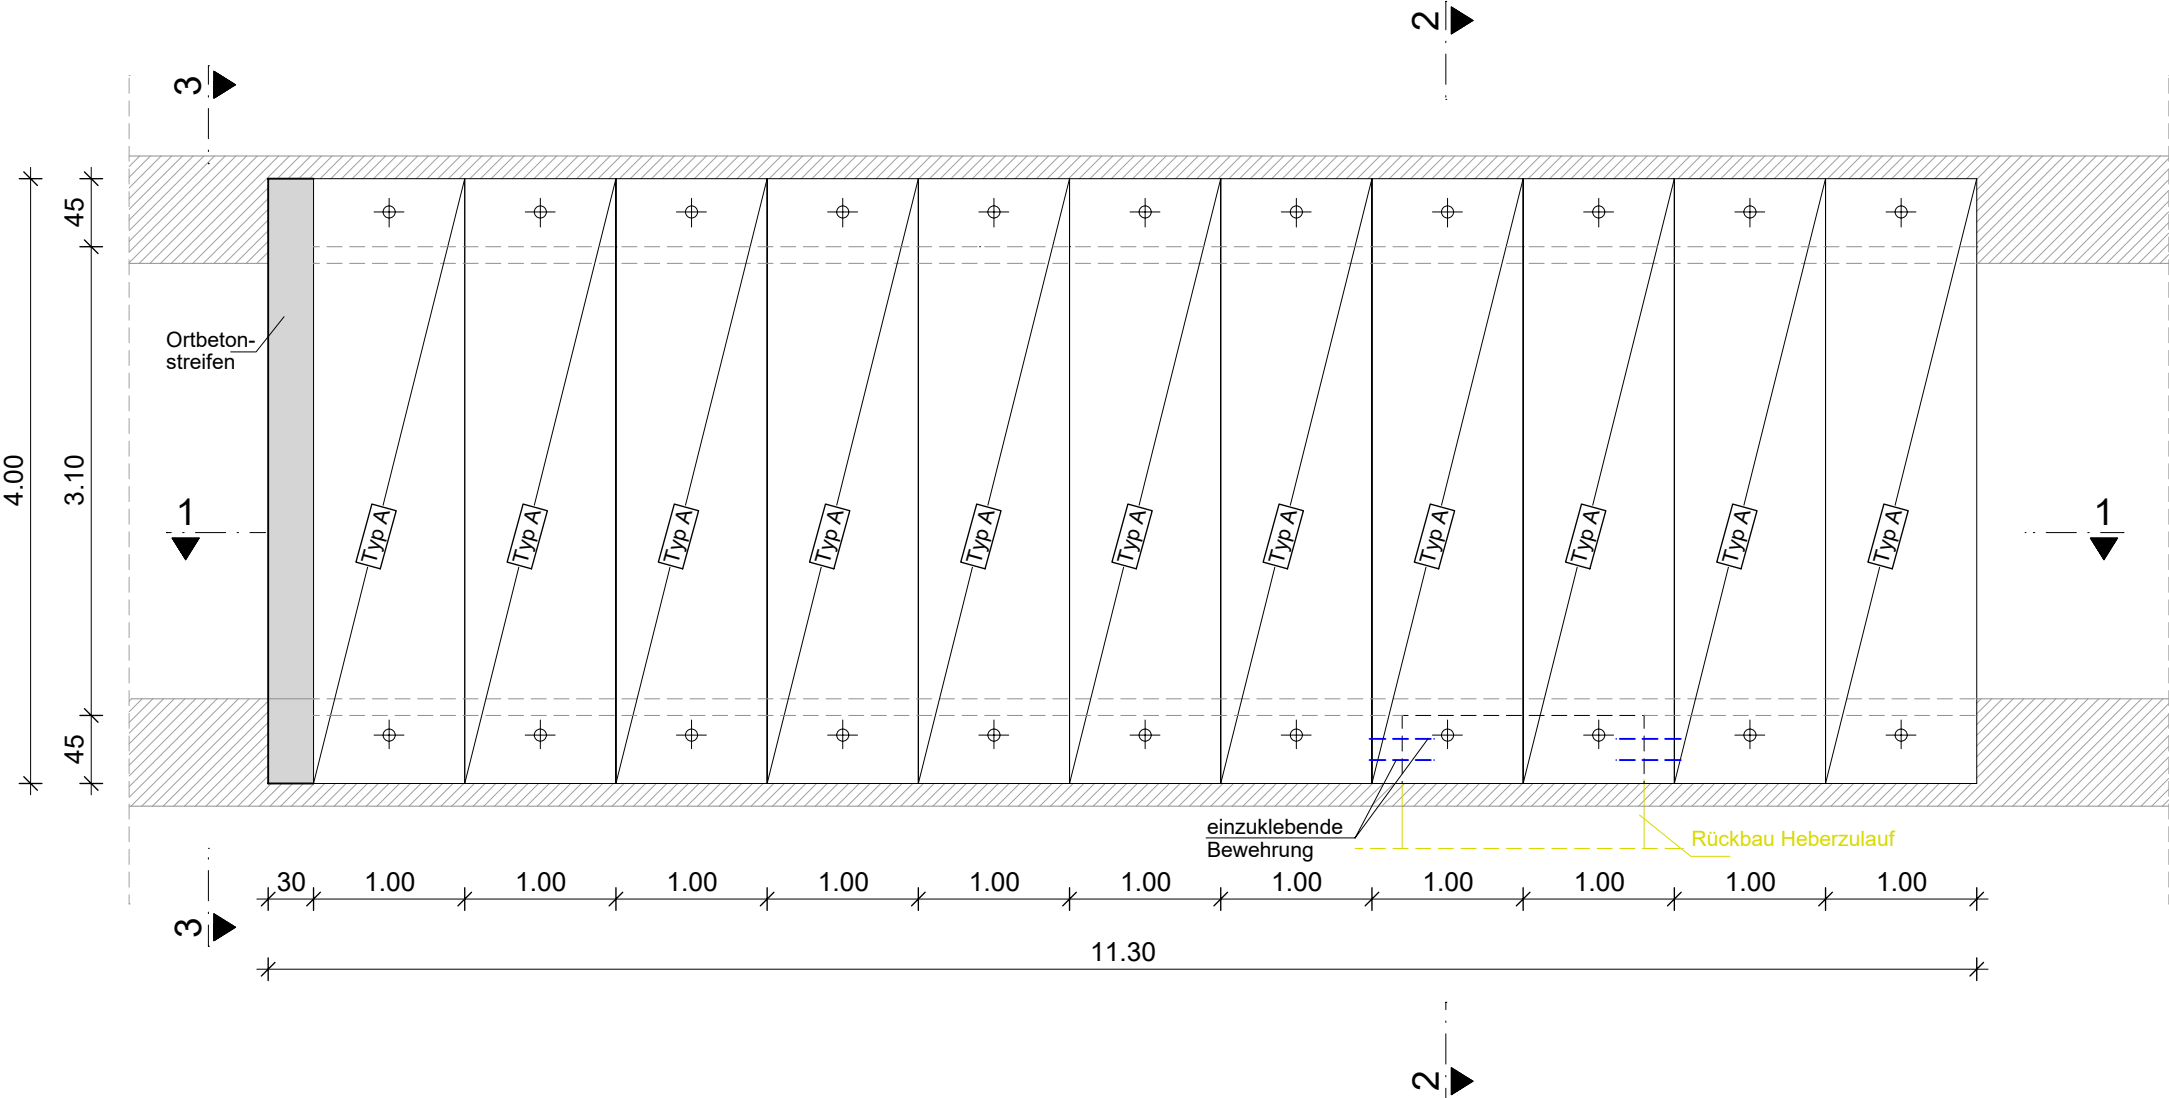 2
3
45
Ortbeton-
streifen
4.00
3.10
1
1
Typ A
Typ A
Typ A
Typ A
Typ A
Typ A
Typ A
Typ A
Typ A
Typ A
Typ A
45
einzuklebende
Bewehrung
Rückbau Heberzulauf
30
1.00
1.00
1.00
1.00
1.00
1.00
1.00
1.00
1.00
1.00
1.00
3
11.30
2